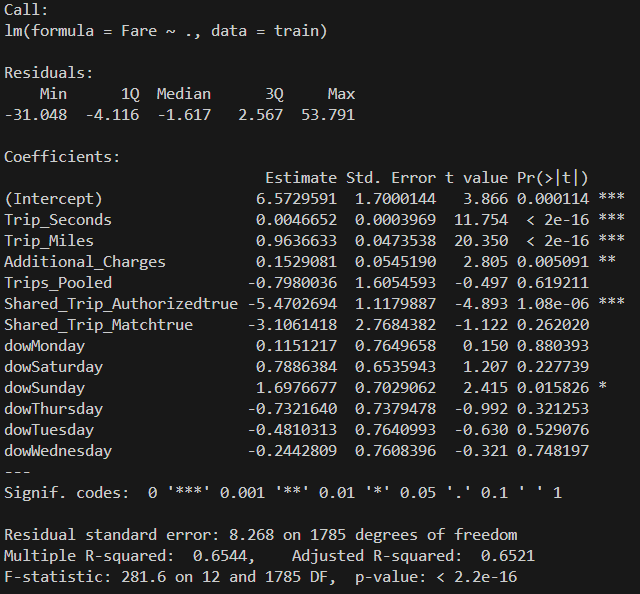 Call:
lm(formula = Fare ~ ., data = train)
Residuals:
    Min      1Q  Median      3Q     Max
-31.048  -4.116  -1.617   2.567  53.791
Coefficients:
                           Estimate Std. Error t value Pr(>|t|)
(Intercept)               6.5729591  1.7000144   3.866 0.000114 ***
Trip_Seconds              0.0046652  0.0003969  11.754  < 2e-16 ***
Trip_Miles                0.9636633  0.0473538  20.350  < 2e-16 ***
Additional_Charges        0.1529081  0.0545190   2.805 0.005091 **
Trips_Pooled             -0.7980036  1.6054593  -0.497 0.619211
Shared_Trip_Authorizedtrue -5.4702694  1.1179887  -4.893 1.08e-06 ***
Shared_Trip_Matchtrue    -3.1061418  2.7684382  -1.122 0.262020
dowMonday                 0.1151217  0.7649658   0.150 0.880393
dowSaturday               0.7886384  0.6535943   1.207 0.227739
dowSunday                 1.6976677  0.7029062   2.415 0.015826 *
dowThursday              -0.7321640  0.7379478  -0.992 0.321253
dowTuesday               -0.4810313  0.7640993  -0.630 0.529076
dowWednesday             -0.2442809  0.7608396  -0.321 0.748197
---
Signif. codes:  0 '***' 0.001 '**' 0.01 '*' 0.05 '.' 0.1 ' ' 1
Residual standard error: 8.268 on 1785 degrees of freedom
Multiple R-squared:  0.6544,    Adjusted R-squared:  0.6521
F-statistic: 281.6 on 12 and 1785 DF,  p-value: < 2.2e-16